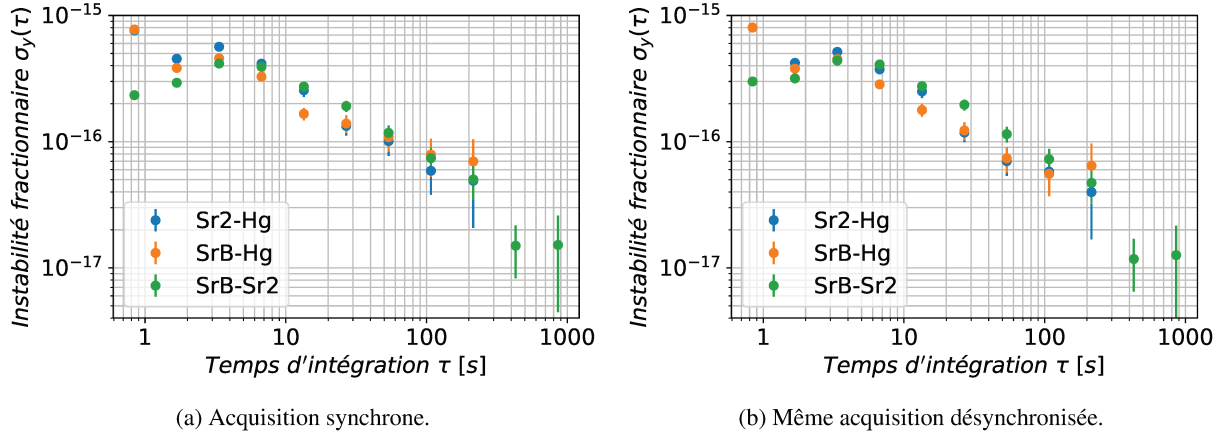 Instabilité fractionnaire σy(τ)
10−15
10−16
10−17
Sr2-Hg
SrB-Hg
SrB-Sr2
1 10 100 1000
Temps d'intégration τ [s]
(a) Acquisition synchrone.
Instabilité fractionnaire σy(τ)
10−15
10−16
10−17
Sr2-Hg
SrB-Hg
SrB-Sr2
1 10 100 1000
Temps d'intégration τ [s]
(b) Même acquisition désynchronisée.